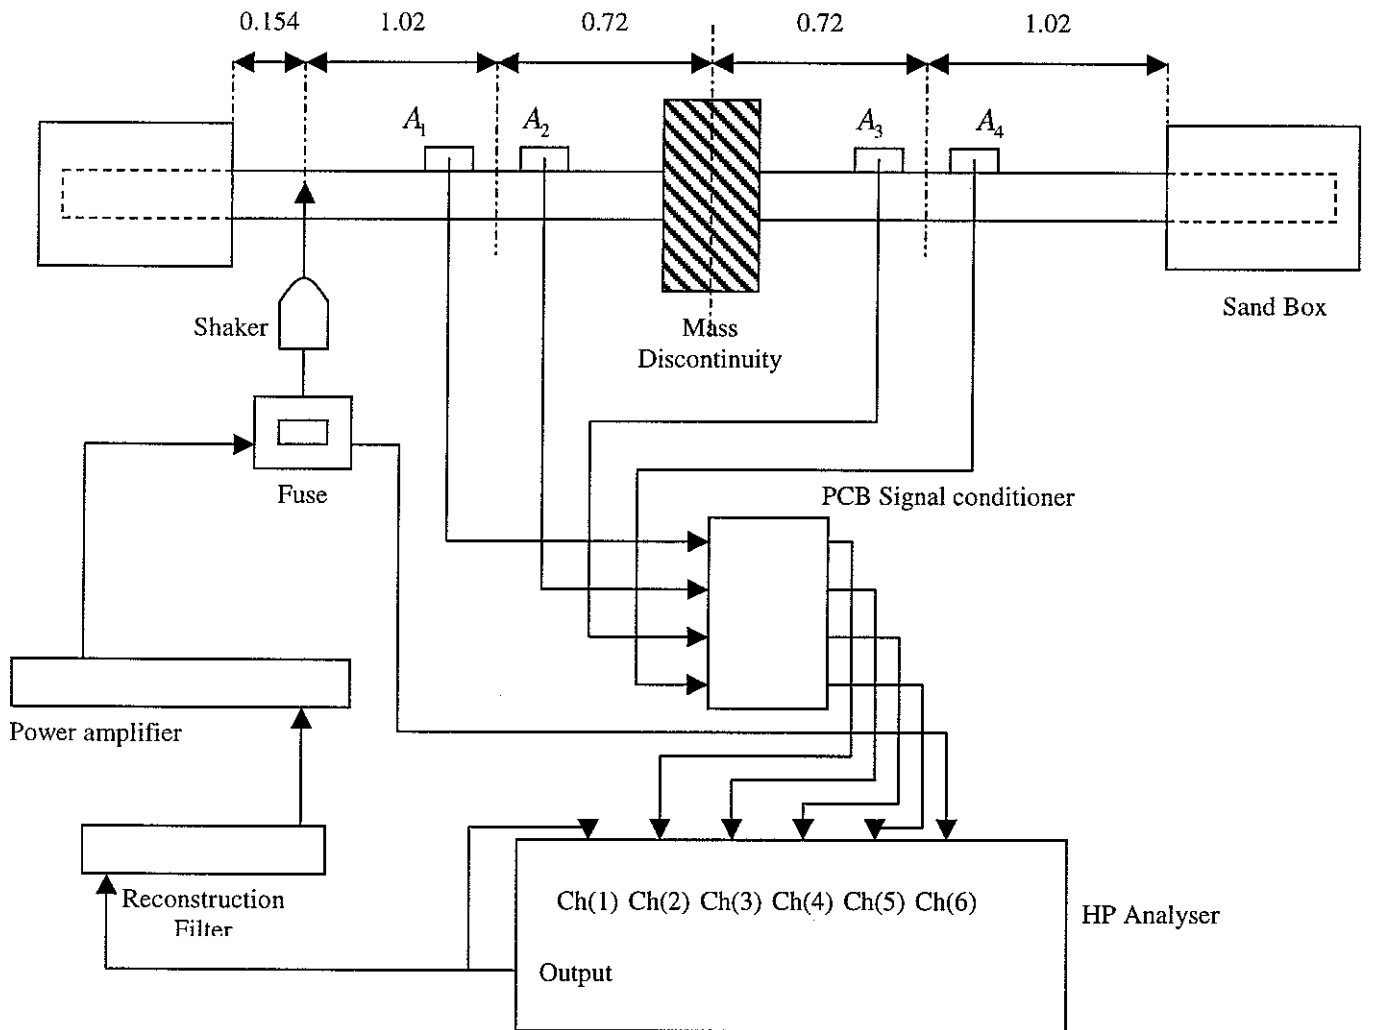 0.154 1.02 0.72 0.72 1.02
A1 A2 A3 A4
Sand Box
Shaker
Mass
Discontinuity
Fuse
PCB Signal conditioner
Power amplifier
Reconstruction
Filter
Ch(1) Ch(2) Ch(3) Ch(4) Ch(5) Ch(6)
HP Analyser
Output